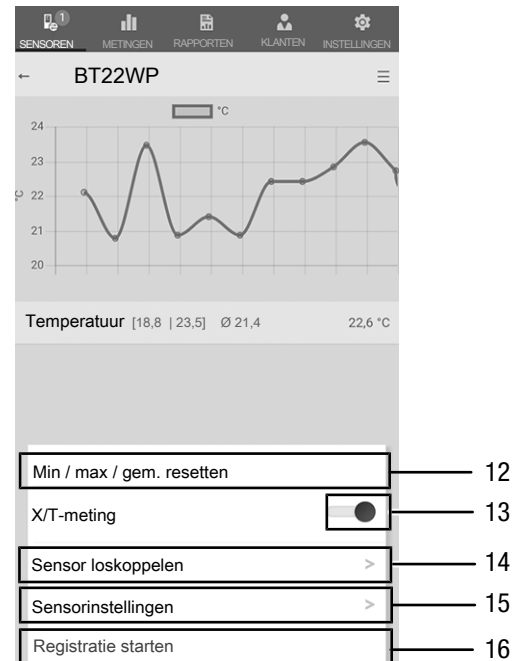 1
SENSOREN METINGEN RAPPORTEN KLANTEN INSTELLINGEN
← BT22WP ☰
°C
24
23
°C 22
21
20
Temperatuur [18,8 | 23,5] Ø 21,4 22,6 °C
Min / max / gem. resetten 12
X/T-meting 13
Sensor loskoppelen > 14
Sensorinstellingen > 15
Registratie starten 16